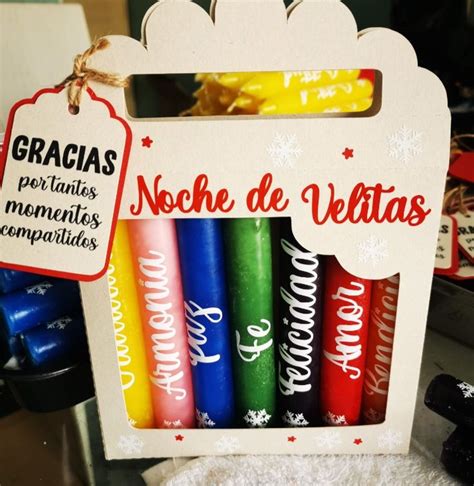 GRACIAS
por tantos
momentos
compartidos
Noche de Velitas
Armonía
Paz
Fe
Felicidad
Amor